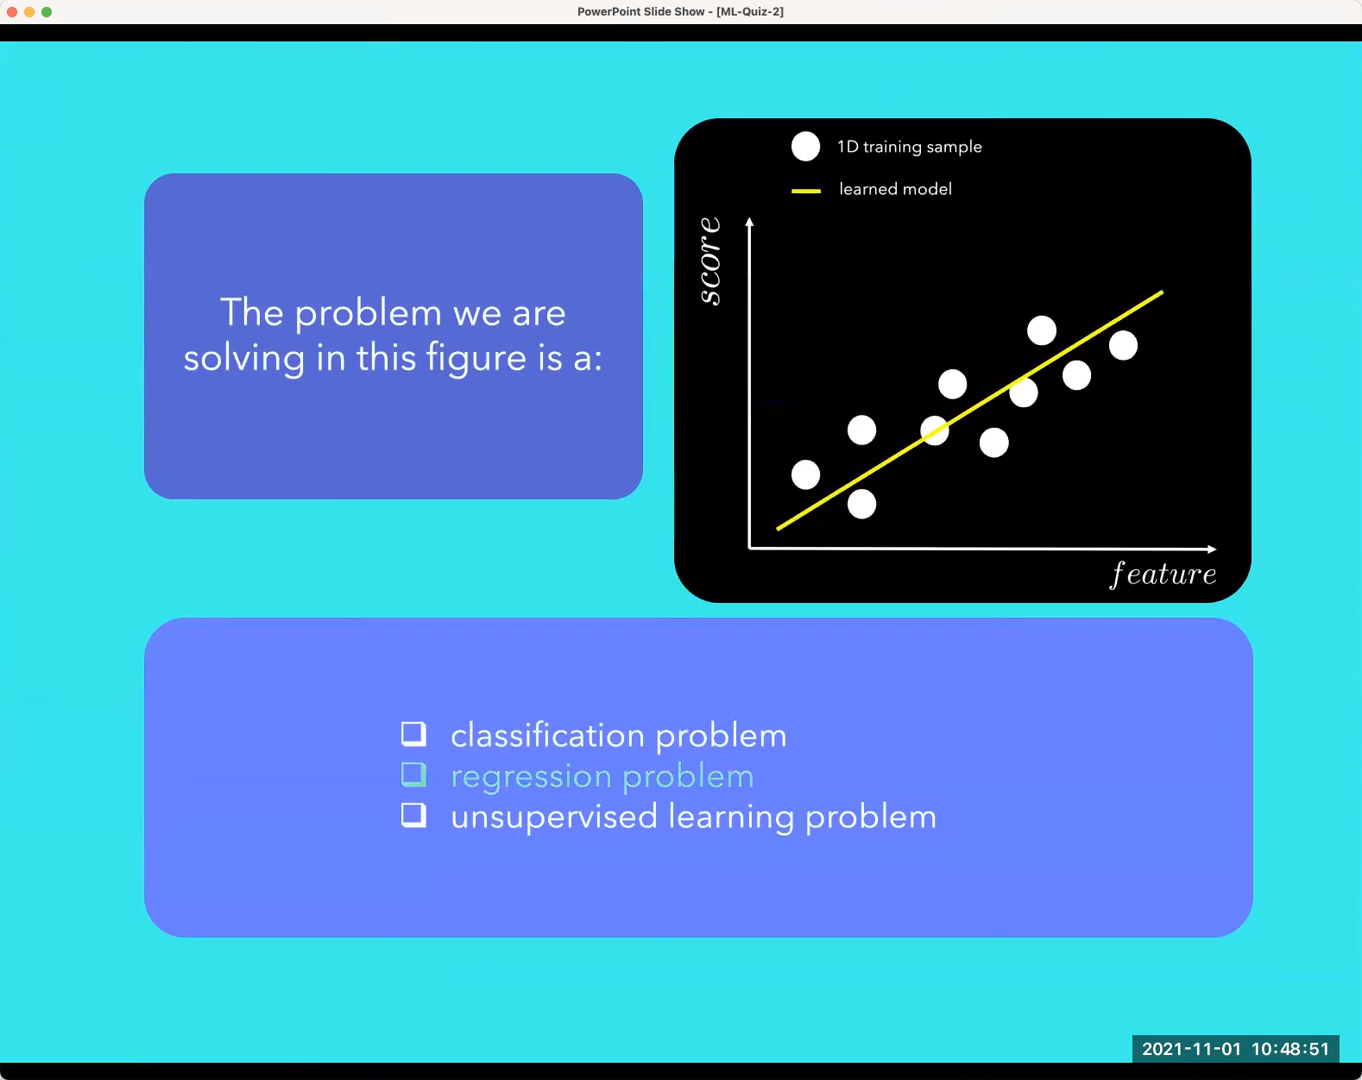 PowerPoint Slide Show - [ML-Quiz-2]
The problem we are
solving in this figure is a:
1D training sample
learned model
score
feature
classification problem
regression problem
unsupervised learning problem
2021-11-01 10:48:51